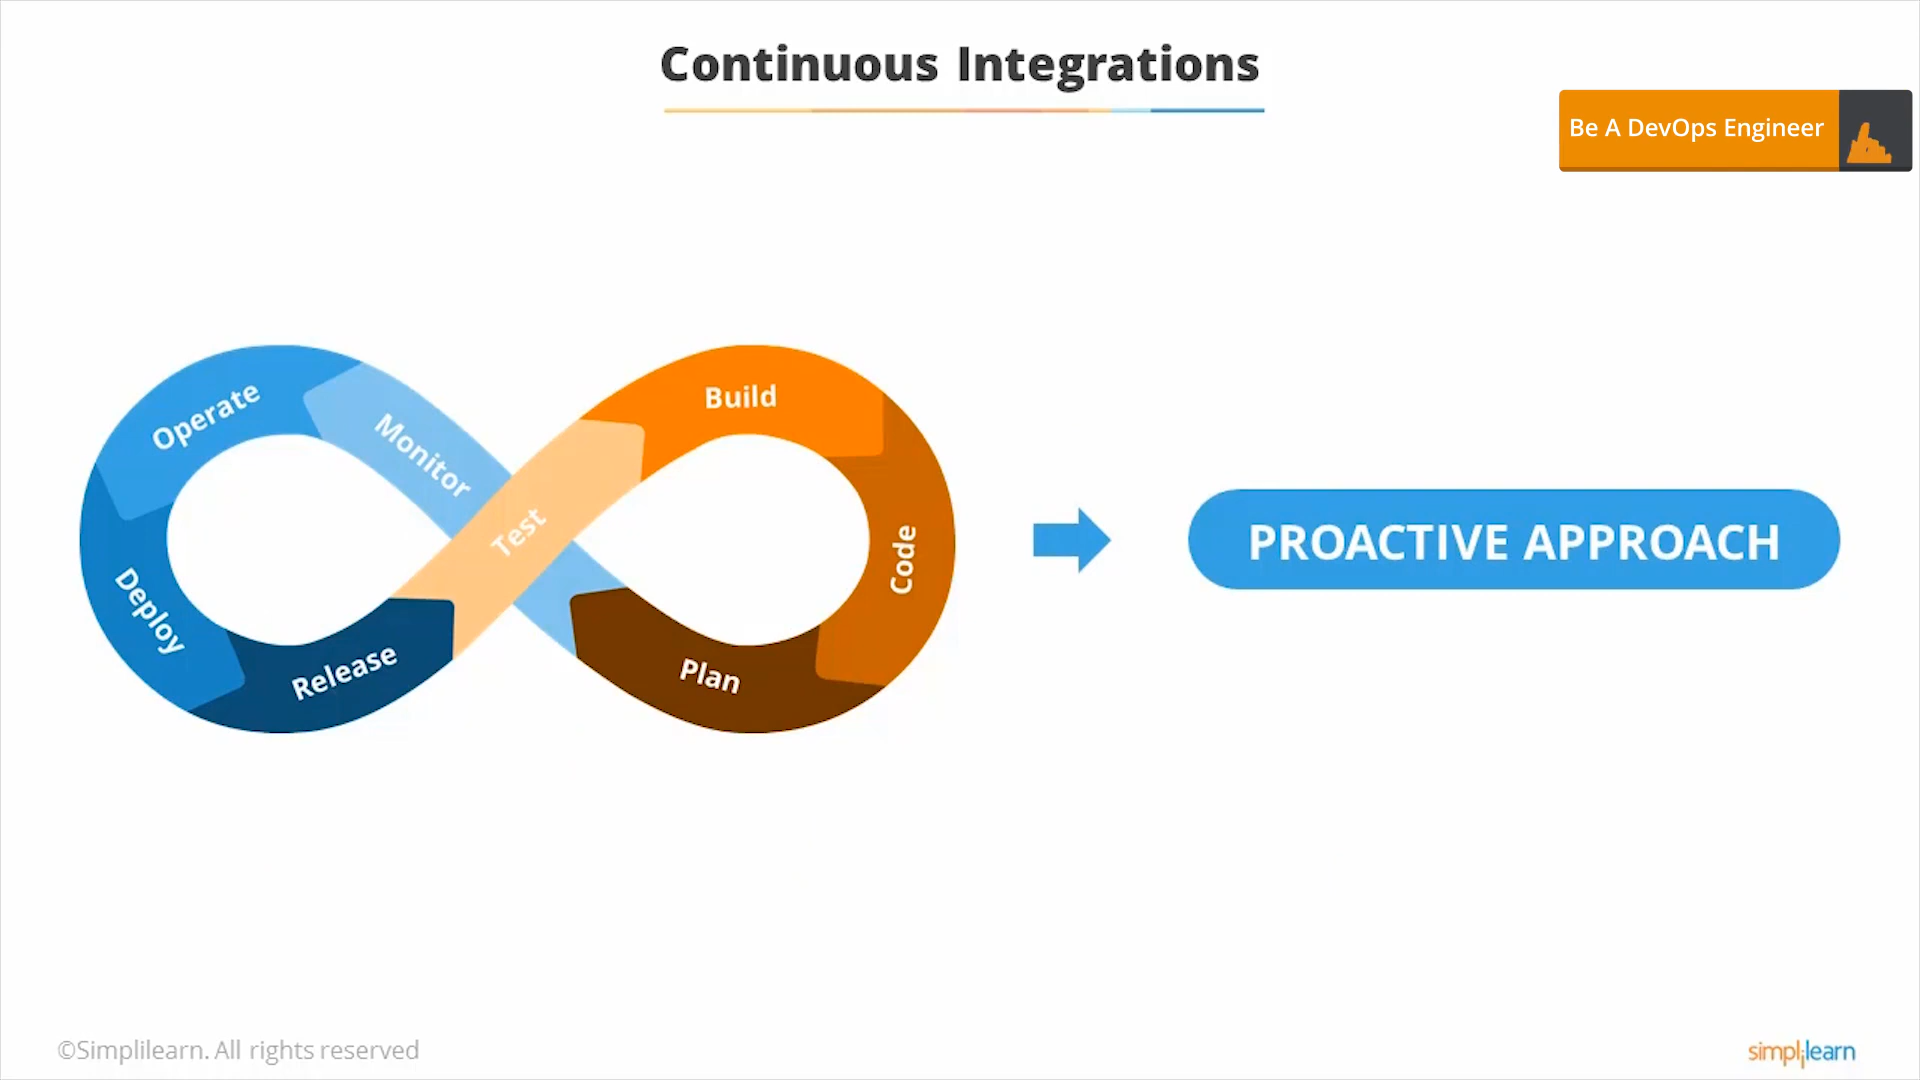 Continuous Integrations
Be A DevOps Engineer
Operate
Monitor
Build
Test
Code
Deploy
Release
Plan
PROACTIVE APPROACH
©Simplilearn. All rights reserved
simplilearn